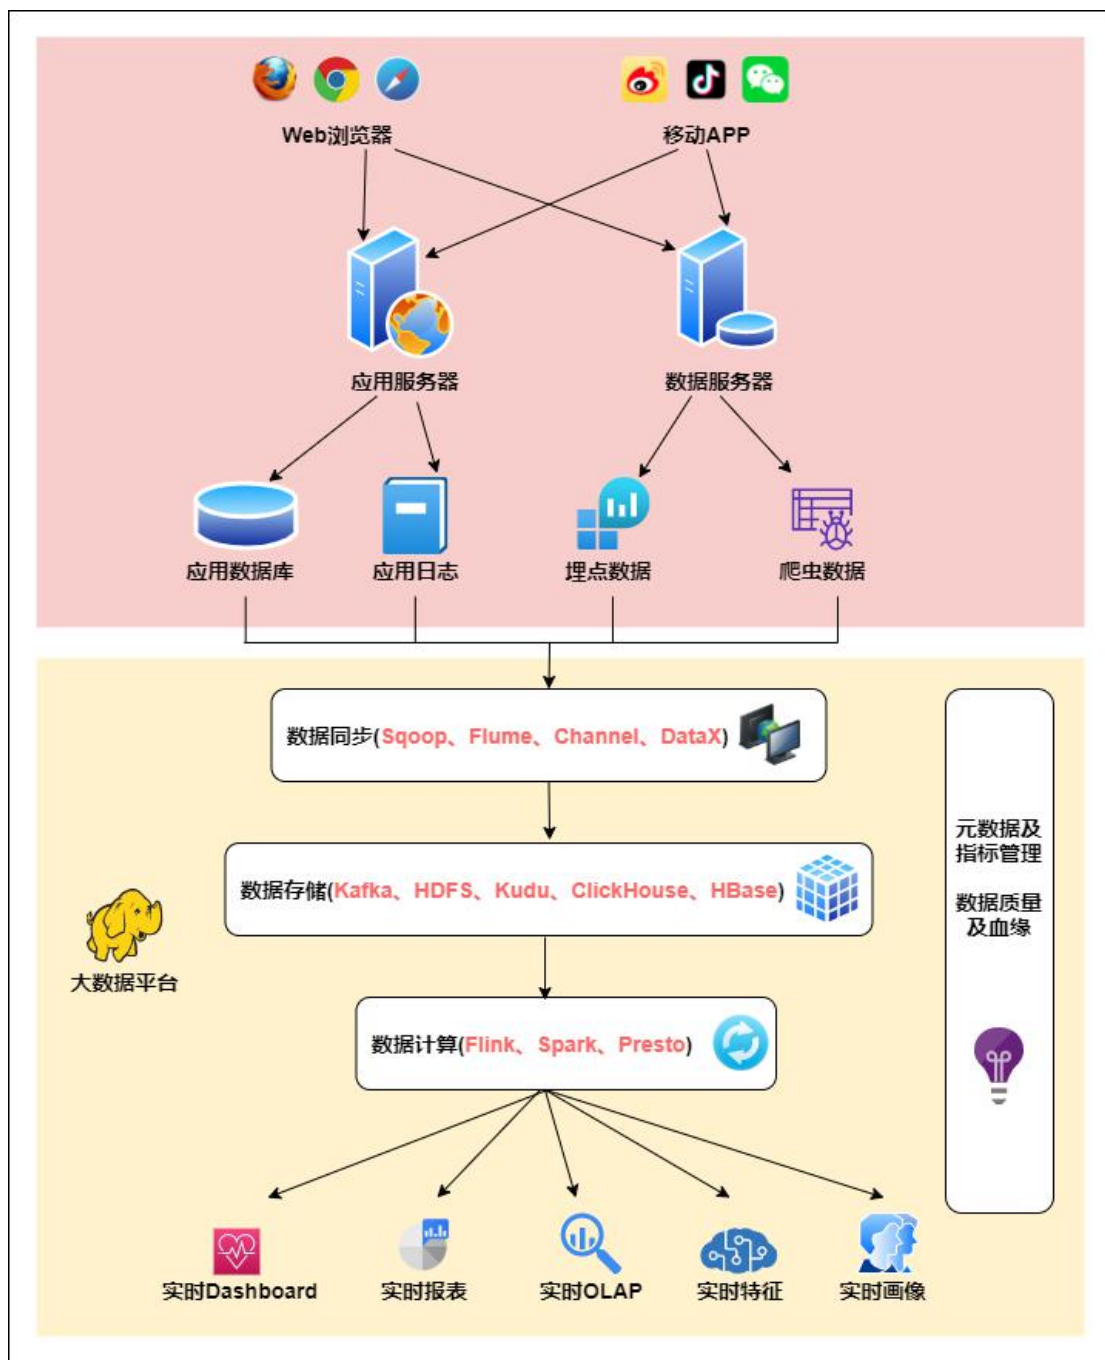 Web浏览器
移动APP
应用服务器
数据服务器
应用数据库
应用日志
埋点数据
爬虫数据
数据同步(Sqoop、Flume、Channel、DataX)
数据存储(Kafka、HDFS、Kudu、ClickHouse、HBase)
数据计算(Flink、Spark、Presto)
大数据平台
元数据及
指标管理
数据质量
及血缘
实时Dashboard
实时报表
实时OLAP
实时特征
实时画像